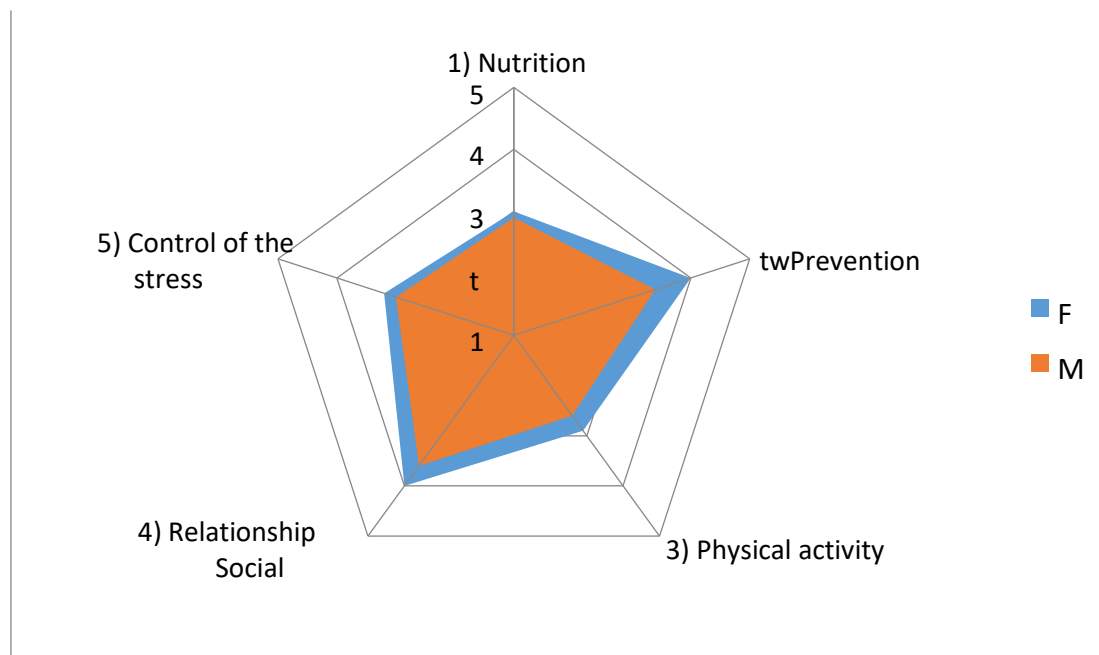 1) Nutrition
5
4
3
t
1
twPrevention
3) Physical activity
4) Relationship
Social
5) Control of the
stress
F
M